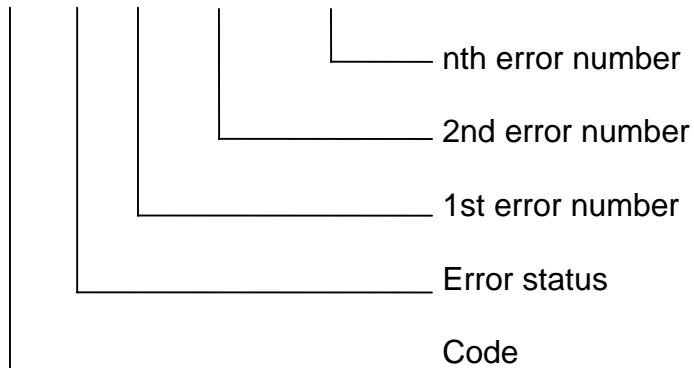 nth error number
2nd error number
1st error number
Error status
Code